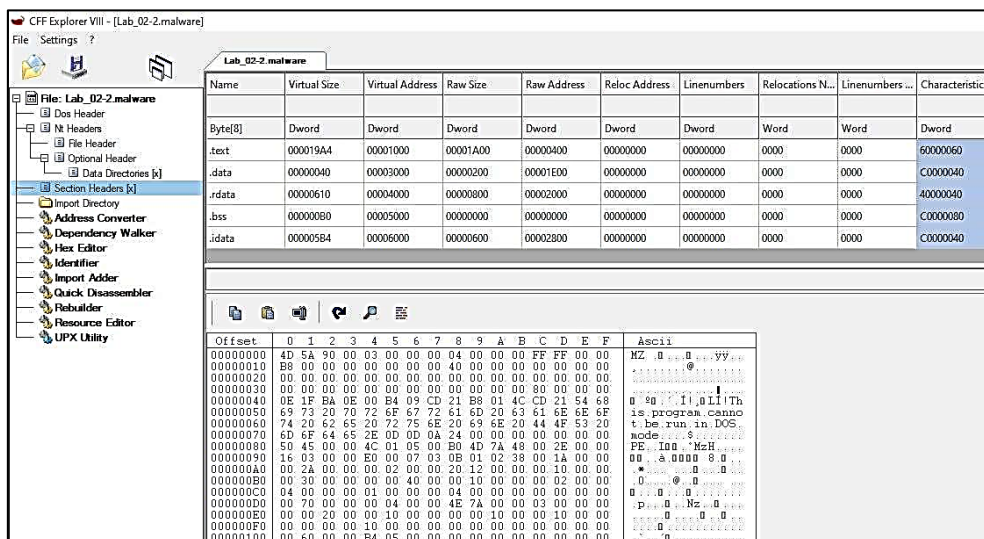 CFF Explorer VIII - [Lab_02-2.malware]
File Settings ?
Lab_02-2.malware
File: Lab_02-2.malware
Dos Header
Nt Headers
File Header
Optional Header
Data Directories [x]
Section Headers [x]
Import Directory
Address Converter
Dependency Walker
Hex Editor
Identifier
Import Adder
Quick Disassembler
Rebuilder
Resource Editor
UPX Utility
Name Virtual Size Virtual Address Raw Size Raw Address Reloc Address Linenumbers Relocations N... Linenumbers ... Characteristic
Byte[8] Dword Dword Dword Dword Dword Dword Word Word Dword
.text 000019A4 00001000 00001A00 00000400 00000000 00000000 0000 0000 60000060
.data 00000040 00003000 00000200 00001E00 00000000 00000000 0000 0000 C0000040
.rdata 00000610 00004000 00000800 00002000 00000000 00000000 0000 0000 40000040
.bss 000000B0 00005000 00000000 00000000 00000000 00000000 0000 0000 C0000080
.idata 000005B4 00006000 00000600 00002800 00000000 00000000 0000 0000 C0000040
Offset 0 1 2 3 4 5 6 7 8 9 A B C D E F Ascii
00000000 4D 5A 90 00 03 00 00 00 04 00 00 00 FF FF 00 00 MZ
00000010 B8 00 00 00 00 00 00 00 40 00 00 00 00 00 00 00 @
00000020 00 00 00 00 00 00 00 00 00 00 00 00 00 00 00 00
00000030 00 00 00 00 00 00 00 00 00 00 00 00 80 00 00 00
00000040 0E 1F BA 0E 00 B4 09 CD 21 B8 01 4C CD 21 54 68 LÍ!Th
00000050 69 73 20 70 72 6F 67 72 61 6D 20 63 61 6E 6E 6F is.program.canno
00000060 74 20 62 65 20 72 75 6E 20 69 6E 20 44 4F 53 20 t.be.run.in.DOS.
00000070 6D 6F 64 65 2E 0D 0D 0A 24 00 00 00 00 00 00 00 mode....$.......
00000080 50 45 00 00 4C 01 05 00 B0 4D 7A 48 00 2E 00 00 PE..
00000090 16 03 00 00 E0 00 07 03 0B 01 02 38 00 1A 00 00
000000A0 00 2A 00 00 00 02 00 00 20 12 00 00 00 10 00 00
000000B0 00 30 00 00 00 00 40 00 00 10 00 00 00 02 00 00
000000C0 04 00 00 00 01 00 00 00 04 00 00 00 00 00 00 00
000000D0 00 70 00 00 00 04 00 00 4E 7A 00 00 03 00 00 00
000000E0 00 00 20 00 00 10 00 00 00 00 10 00 00 10 00 00
000000F0 00 00 00 00 10 00 00 00 00 00 00 00 00 00 00 00
00000100 00 60 00 00 B4 05 00 00 00 00 00 00 00 00 00 00